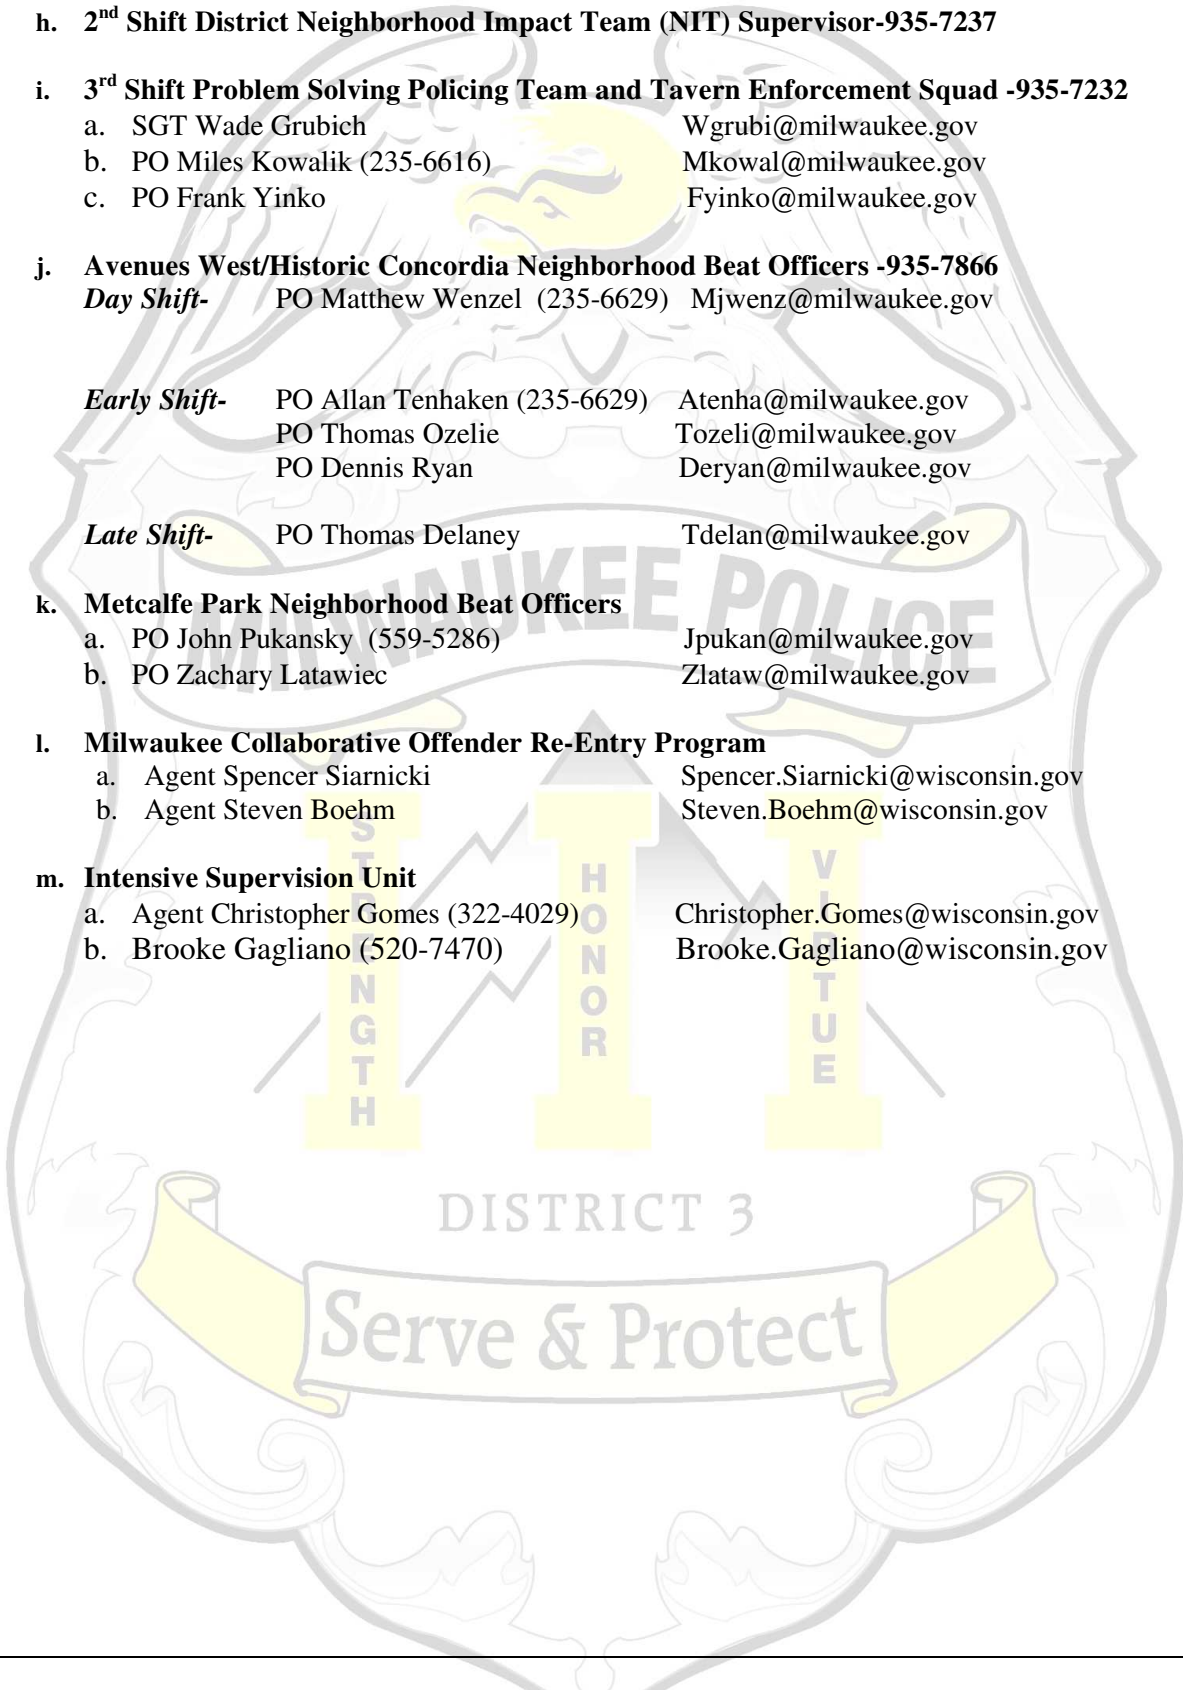 h. 2nd Shift District Neighborhood Impact Team (NIT) Supervisor-935-7237
i. 3rd Shift Problem Solving Policing Team and Tavern Enforcement Squad -935-7232
a. SGT Wade Grubich Wgrubi@milwaukee.gov
b. PO Miles Kowalik (235-6616) Mkowal@milwaukee.gov
c. PO Frank Yinko Fyinko@milwaukee.gov
j. Avenues West/Historic Concordia Neighborhood Beat Officers -935-7866
Day Shift- PO Matthew Wenzel (235-6629) Mjwenz@milwaukee.gov
Early Shift- PO Allan Tenhaken (235-6629) Atenha@milwaukee.gov
PO Thomas Ozelie Tozeli@milwaukee.gov
PO Dennis Ryan Deryan@milwaukee.gov
Late Shift- PO Thomas Delaney Tdelan@milwaukee.gov
k. Metcalfe Park Neighborhood Beat Officers
a. PO John Pukansky (559-5286) Jpukan@milwaukee.gov
b. PO Zachary Latawiec Zlataw@milwaukee.gov
l. Milwaukee Collaborative Offender Re-Entry Program
a. Agent Spencer Siarnicki Spencer.Siarnicki@wisconsin.gov
b. Agent Steven Boehm Steven.Boehm@wisconsin.gov
m. Intensive Supervision Unit
a. Agent Christopher Gomes (322-4029) Christopher.Gomes@wisconsin.gov
b. Brooke Gagliano (520-7470) Brooke.Gagliano@wisconsin.gov
MILWAUKEE POLICE
STRENGTH
HONOR
VIRTUE
DISTRICT 3
Serve & Protect